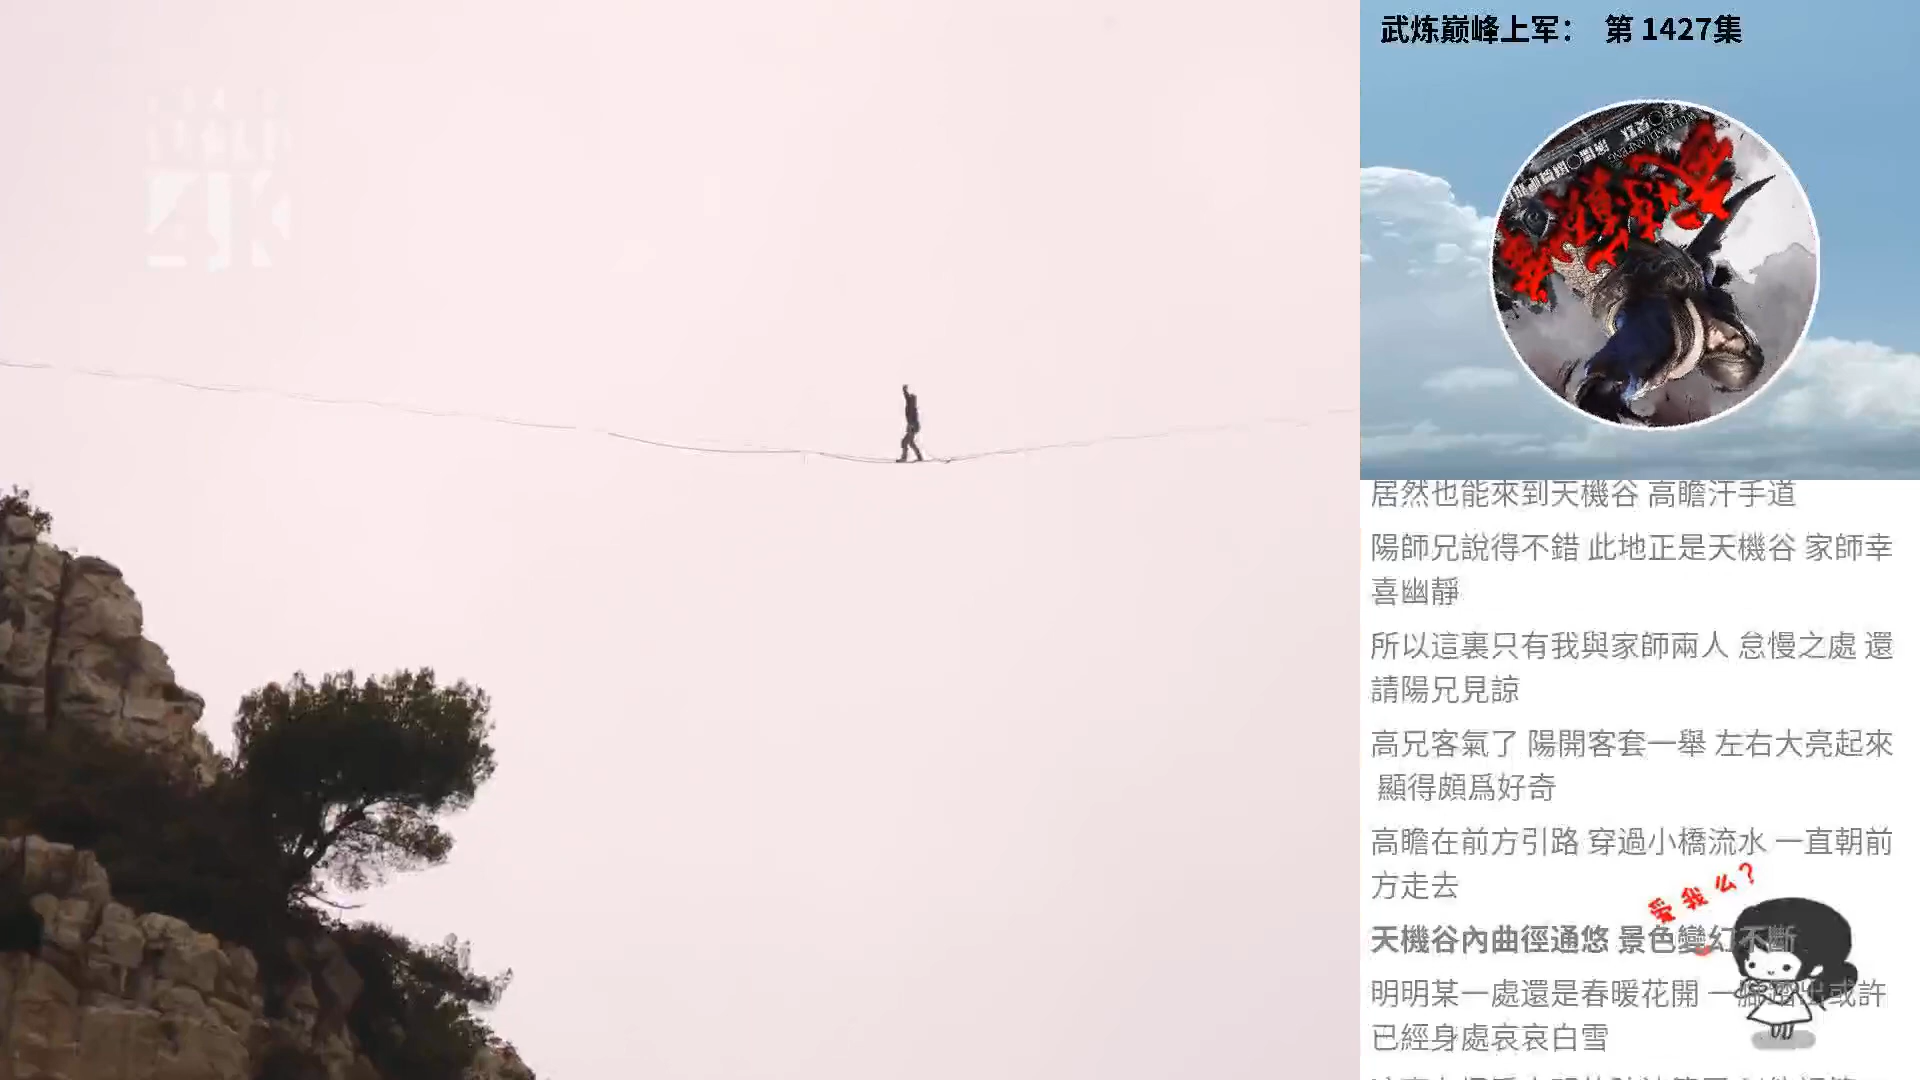 武炼巅峰上军： 第 1427集
WULIANDIANFENG
居然也能來到天機谷 高瞻汗手道
陽師兄說得不錯 此地正是天機谷 家師幸
喜幽靜
所以這裏只有我與家師兩人 怠慢之處 還
請陽兄見諒
高兄客氣了 陽開客套一舉 左右大亮起來
顯得頗爲好奇
高瞻在前方引路 穿過小橋流水 一直朝前
方走去
爱我么？
天機谷內曲徑通悠 景色變幻不斷
明明某一處還是春暖花開 一 或許
已經身處哀哀白雪